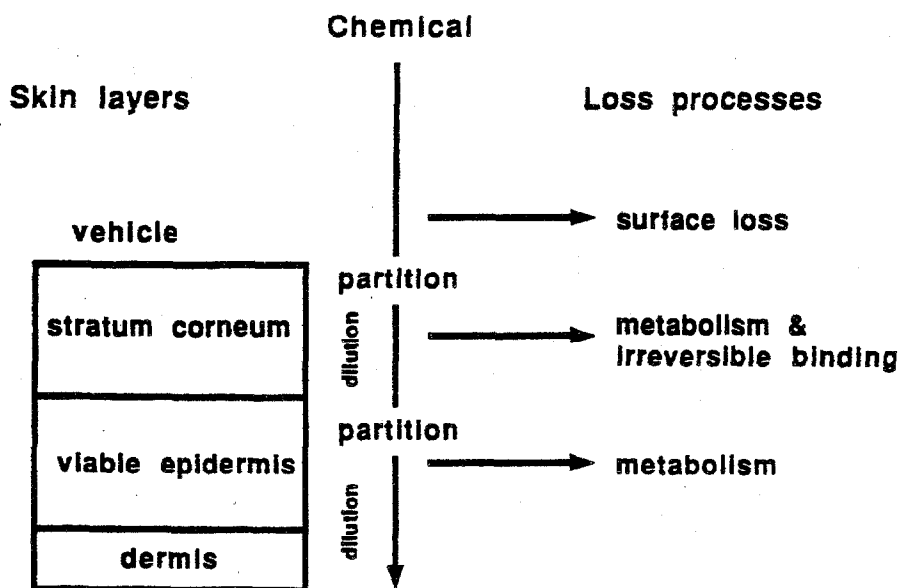 Chemical
Skin layers
Loss processes
surface loss
vehicle
partition
stratum corneum
dilution
metabolism &
irreversible binding
partition
viable epidermis
metabolism
dilution
dermis